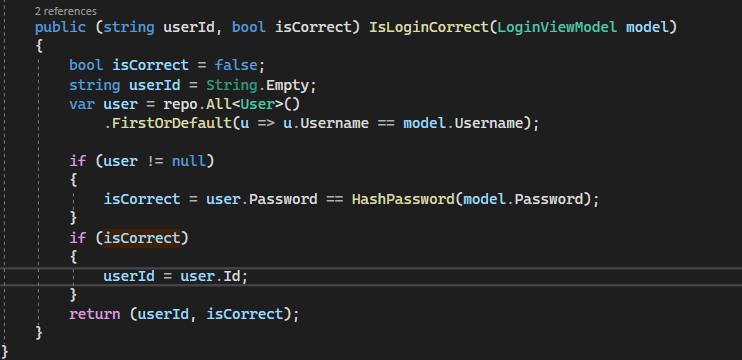 2 references
public (string userId, bool isCorrect) IsLoginCorrect(LoginViewModel model)
{
bool isCorrect = false;
string userId = String.Empty;
var user = repo.All<User>()
.FirstOrDefault(u => u.Username == model.Username);
if (user != null)
{
isCorrect = user.Password == HashPassword(model.Password);
}
if (isCorrect)
{
userId = user.Id;
}
return (userId, isCorrect);
}
}